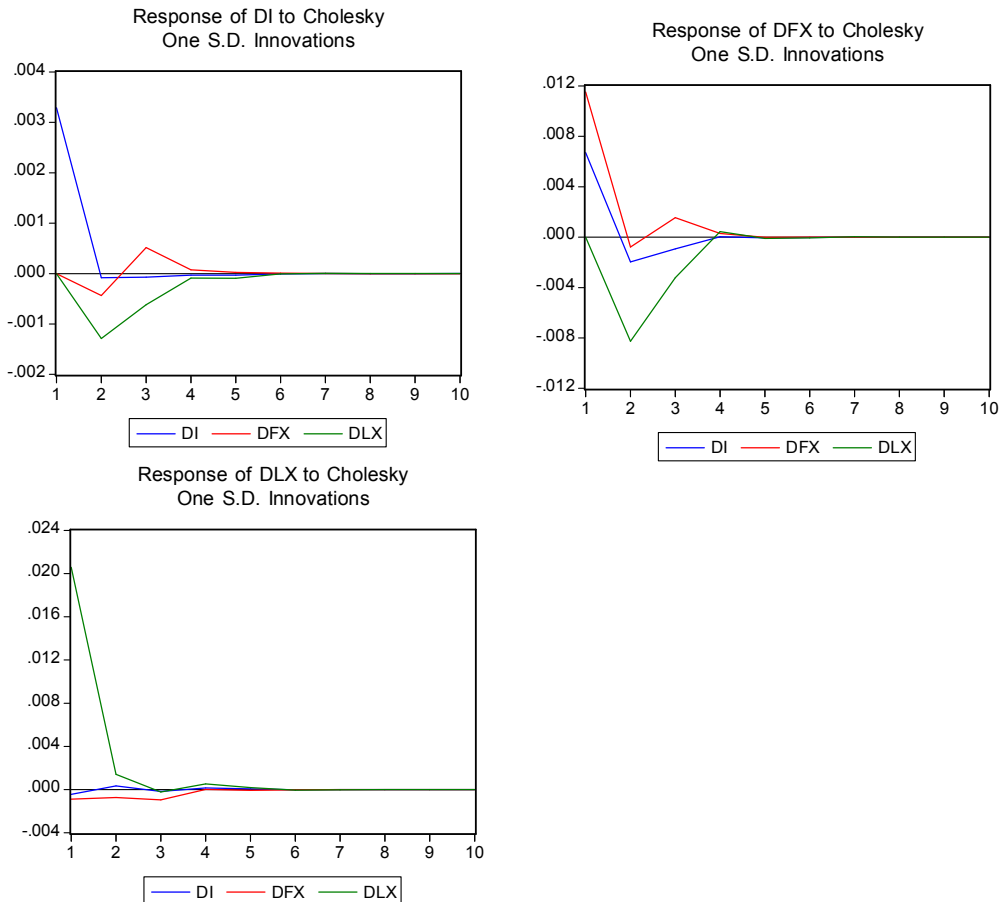 Response of DI to Cholesky
One S.D. Innovations
.004
.003
.002
.001
.000
-.001
-.002
1 2 3 4 5 6 7 8 9 10
DI DFX DLX
Response of DFX to Cholesky
One S.D. Innovations
.012
.008
.004
.000
-.004
-.008
-.012
1 2 3 4 5 6 7 8 9 10
DI DFX DLX
Response of DLX to Cholesky
One S.D. Innovations
.024
.020
.016
.012
.008
.004
.000
-.004
1 2 3 4 5 6 7 8 9 10
DI DFX DLX